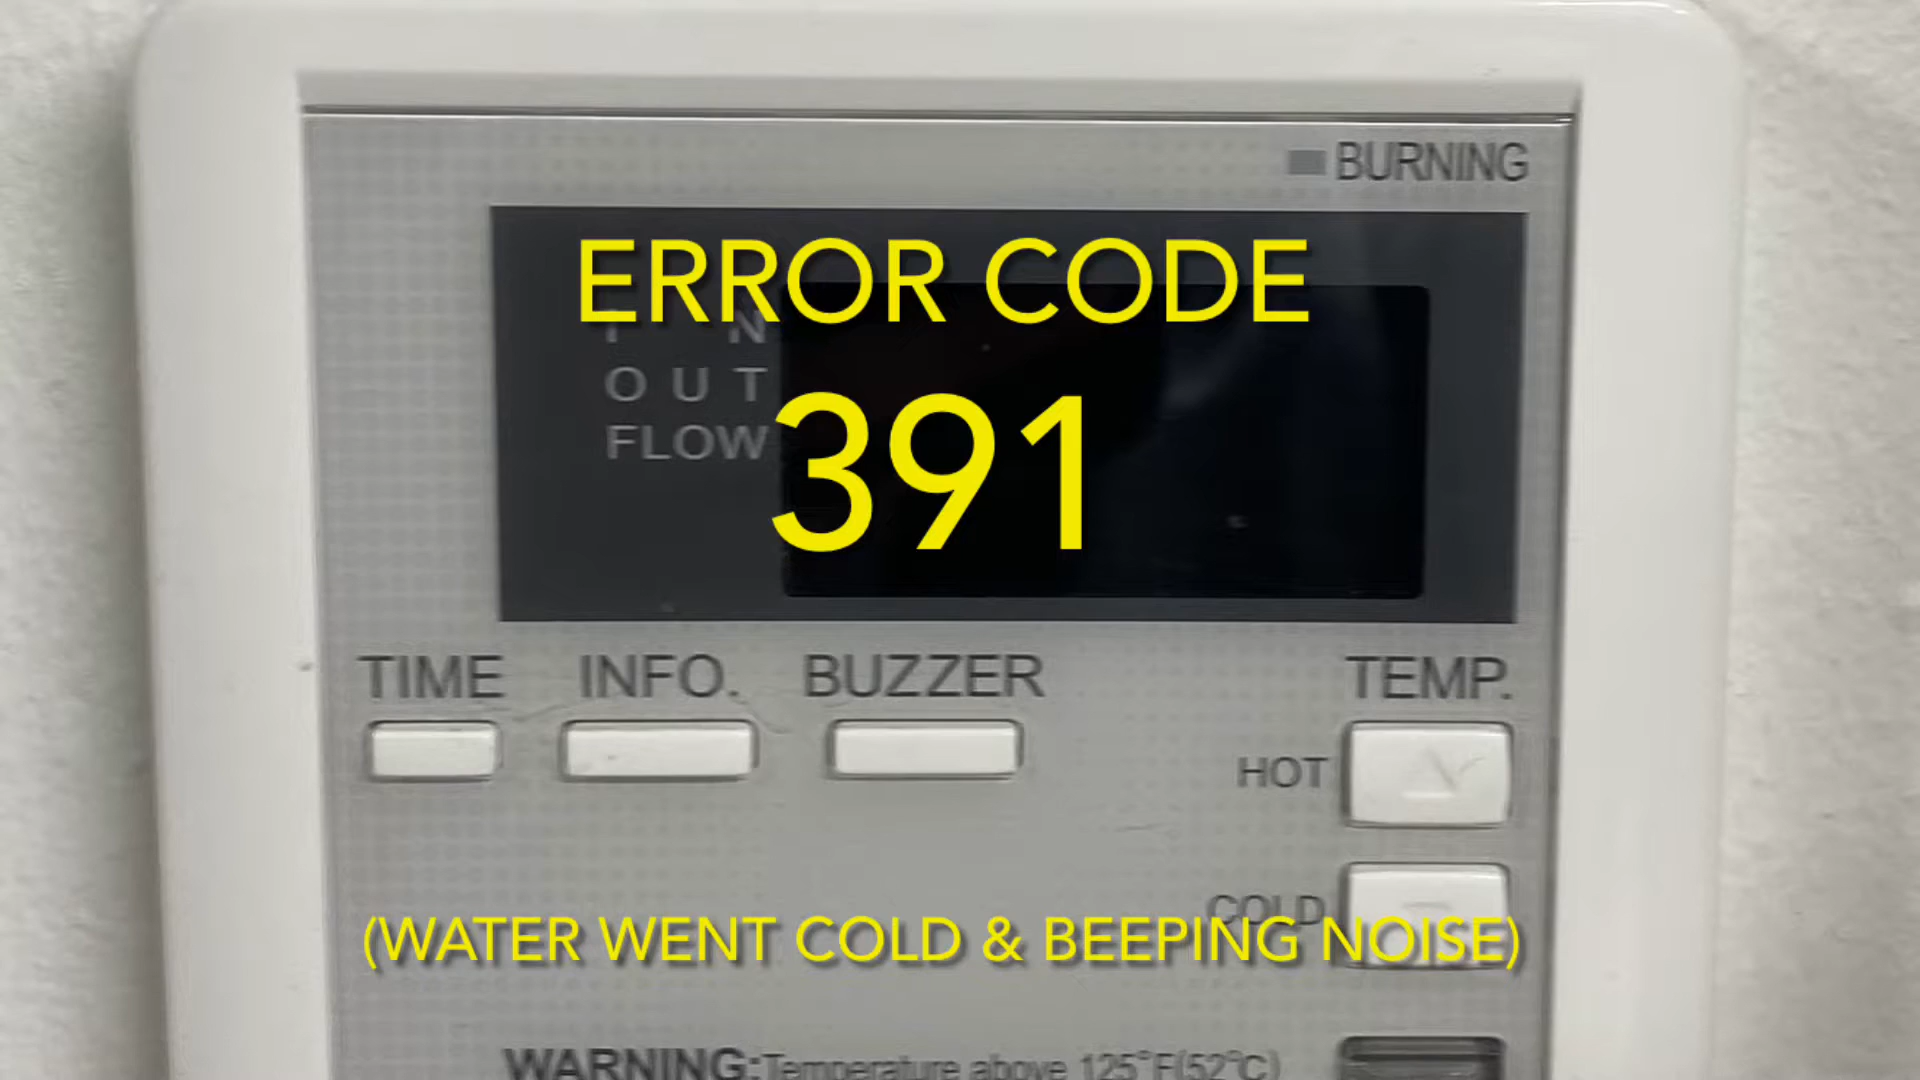 BURNING
ERROR CODE
I N
OUT
FLOW
391
TIME INFO. BUZZER TEMP.
HOT
COLD
(WATER WENT COLD & BEEPING NOISE)
WARNING:Temperature above 125°F(52°C)